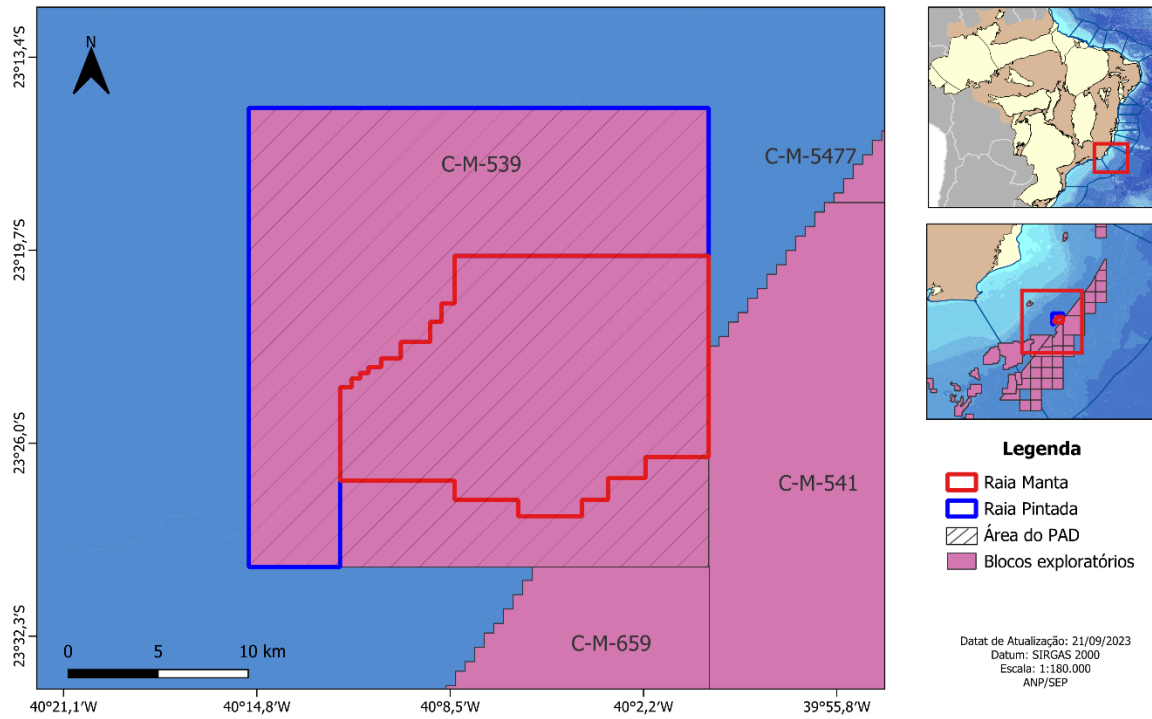 N
23°13,4'S
23°19,7'S
23°26,0'S
23°32,3'S
C-M-539
C-M-5477
C-M-541
C-M-659
0 5 10 km
40°21,1'W 40°14,8'W 40°8,5'W 40°2,2'W 39°55,8'W
Legenda
Raia Manta
Raia Pintada
Área do PAD
Blocos exploratórios
Datat de Atualização: 21/09/2023
Datum: SIRGAS 2000
Escala: 1:180.000
ANP/SEP